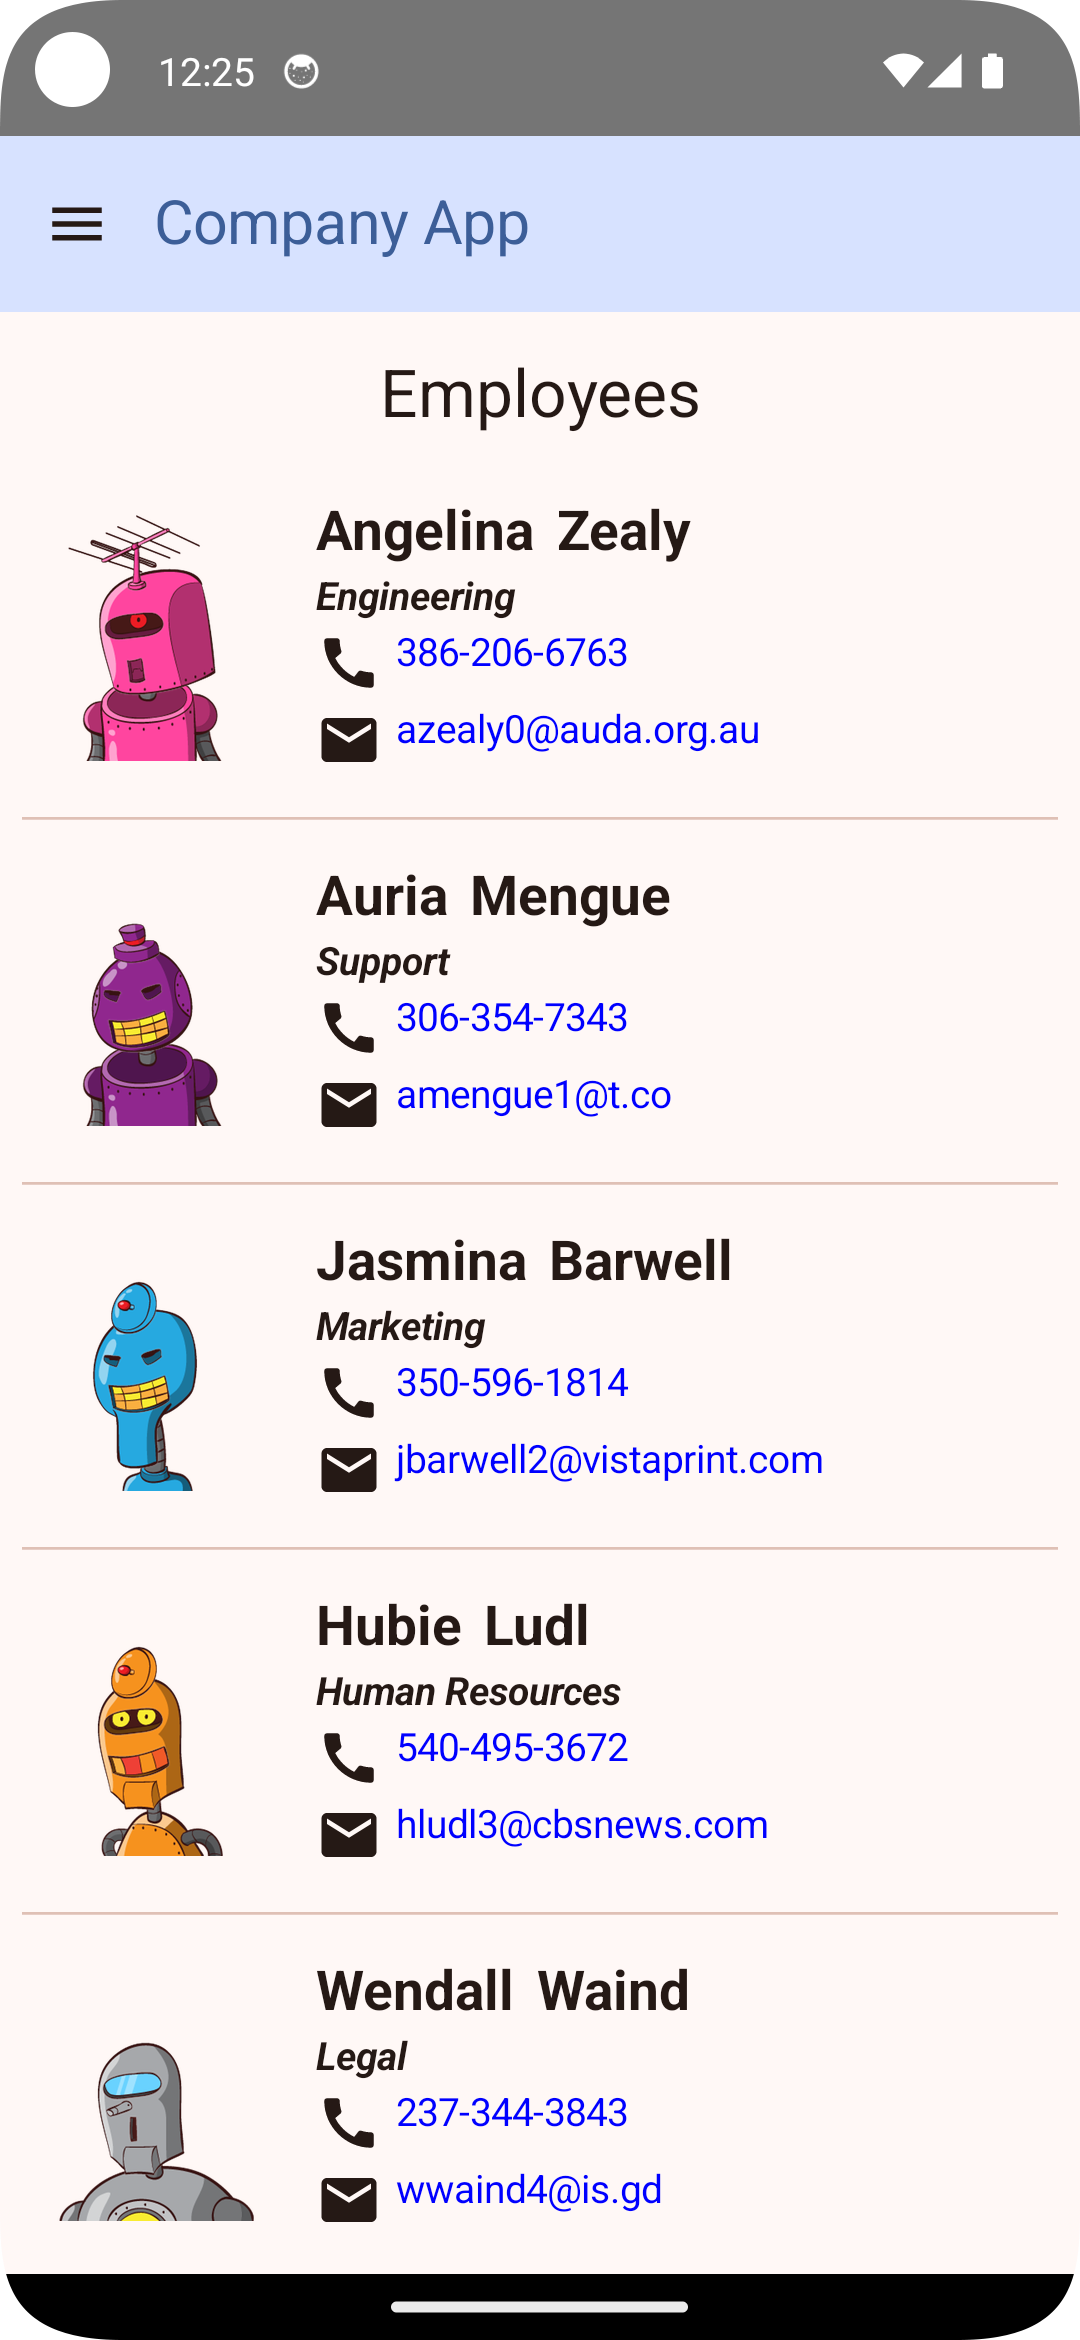 12:25
Company App
Employees
Angelina Zealy
Engineering
386-206-6763
azealy0@auda.org.au
Auria Mengue
Support
306-354-7343
amengue1@t.co
Jasmina Barwell
Marketing
350-596-1814
jbarwell2@vistaprint.com
Hubie Ludl
Human Resources
540-495-3672
hludl3@cbsnews.com
Wendall Waind
Legal
237-344-3843
wwaind4@is.gd